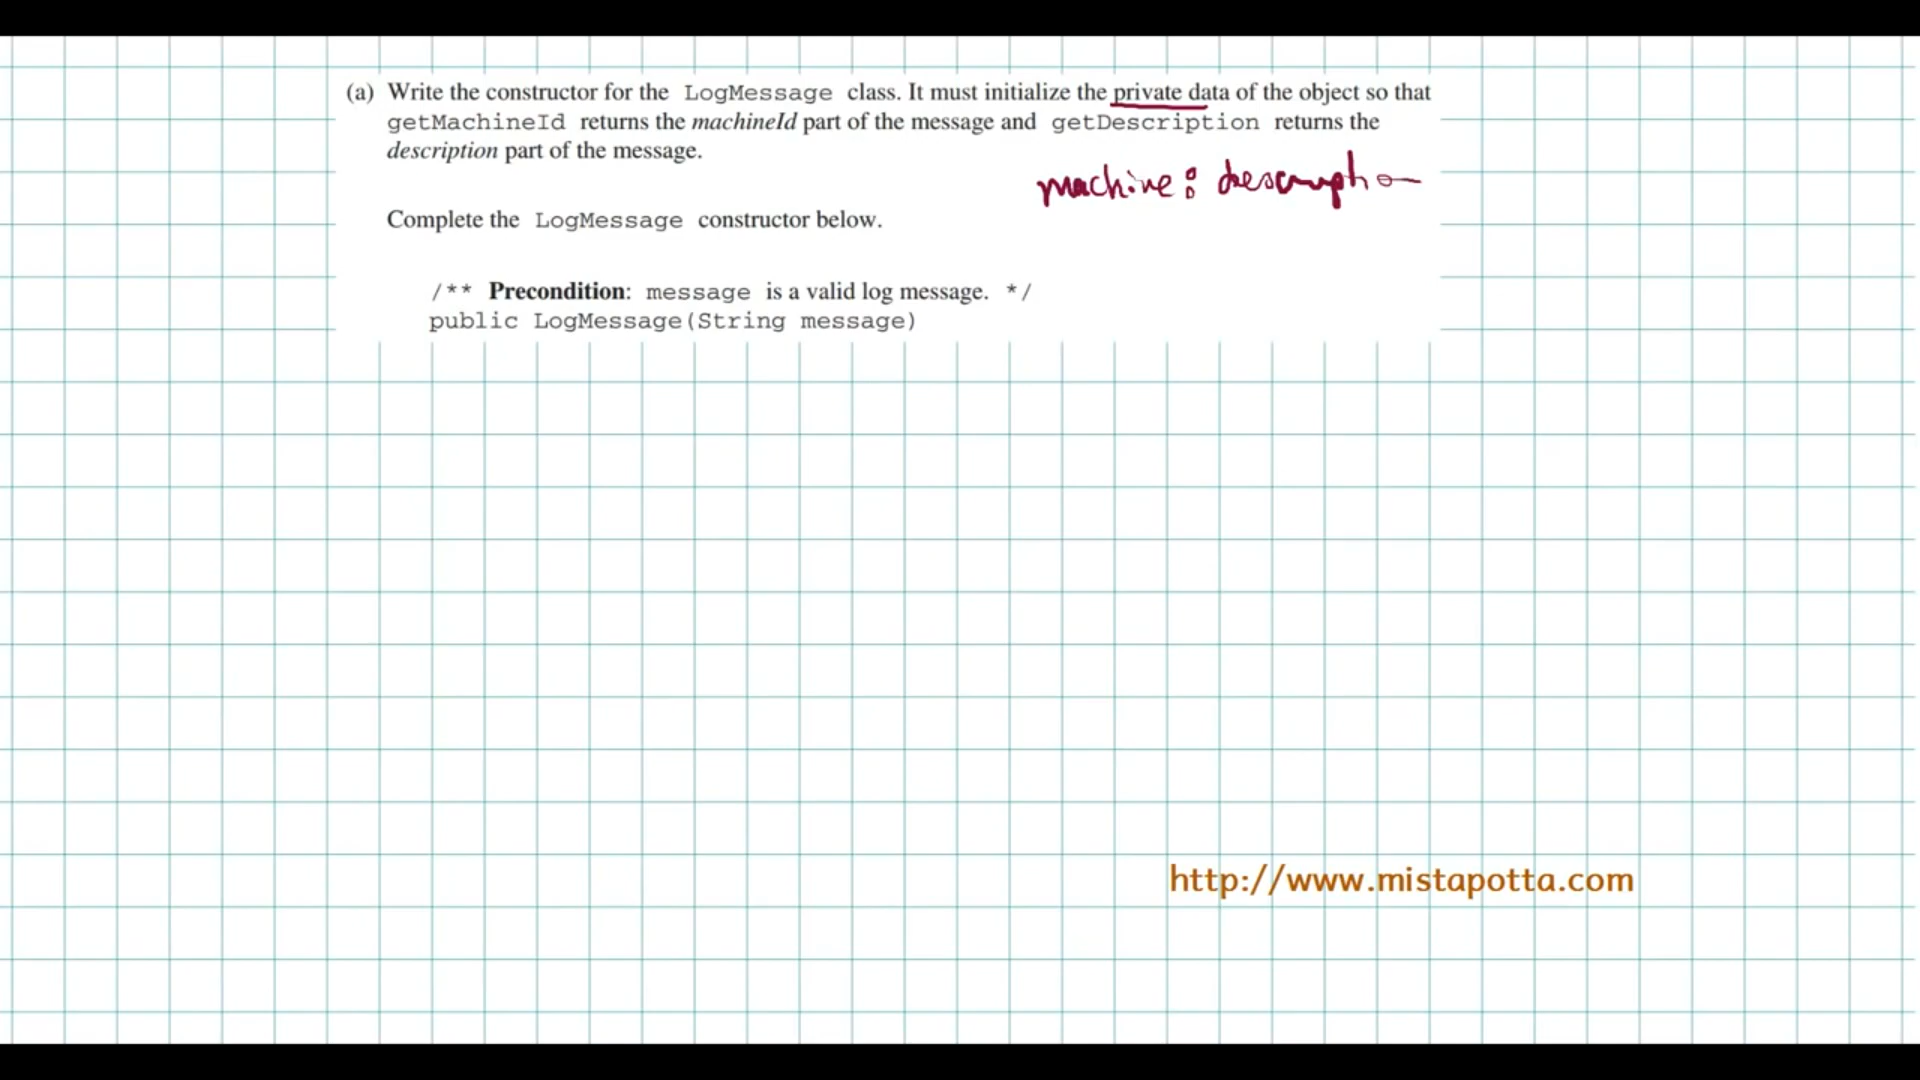 (a) Write the constructor for the LogMessage class. It must initialize the private data of the object so that
getMachineId returns the machineId part of the message and getDescription returns the
description part of the message.
machine: description
Complete the LogMessage constructor below.
/** Precondition: message is a valid log message. */
public LogMessage(String message)
http://www.mistapotta.com